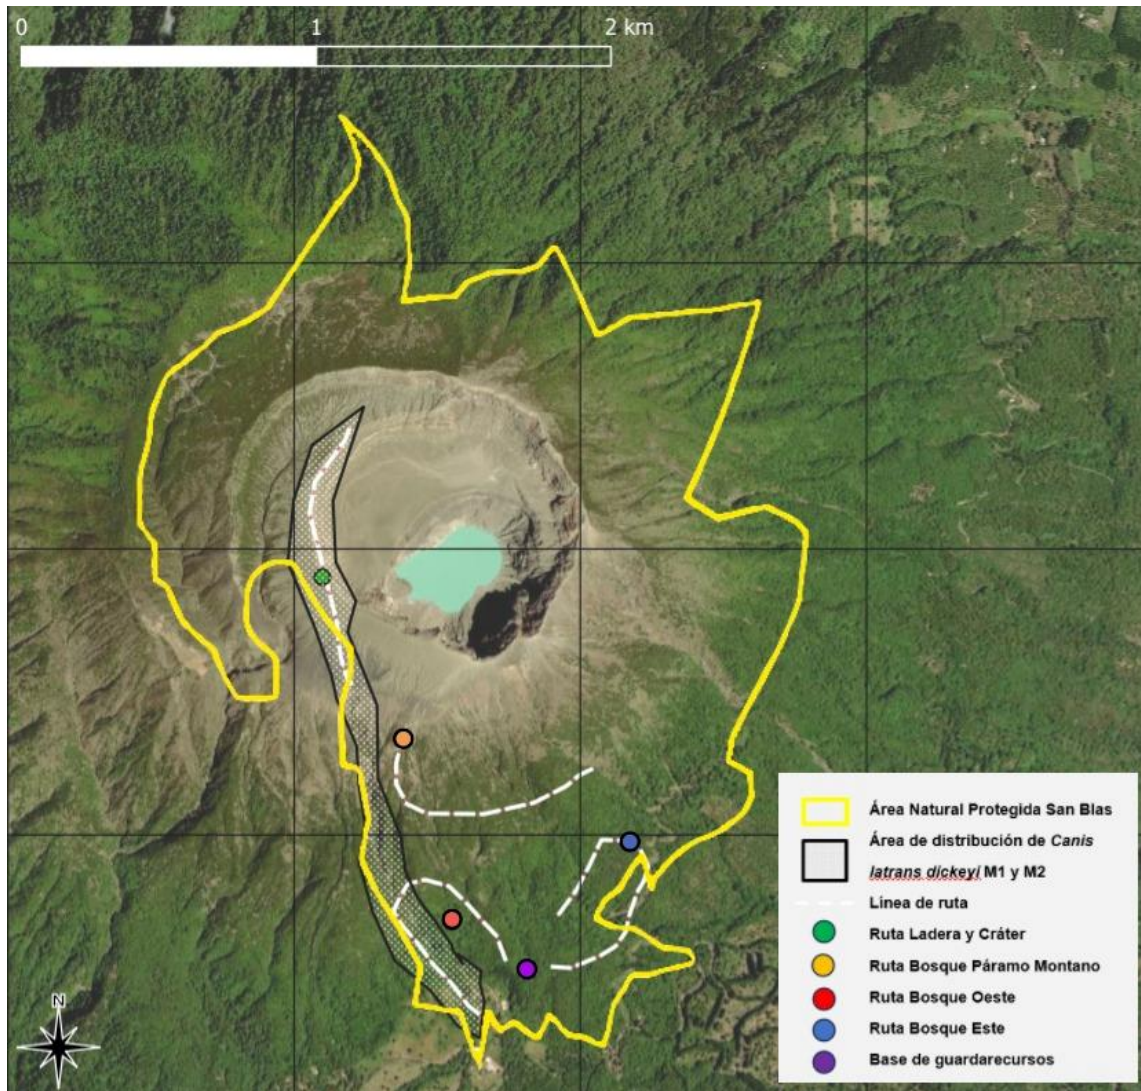 0 1 2 km
Área Natural Protegida San Blas
Área de distribución de Canis
latrans dickeyi M1 y M2
Línea de ruta
Ruta Ladera y Cráter
Ruta Bosque Páramo Montano
Ruta Bosque Oeste
Ruta Bosque Este
Base de guardarecursos
N